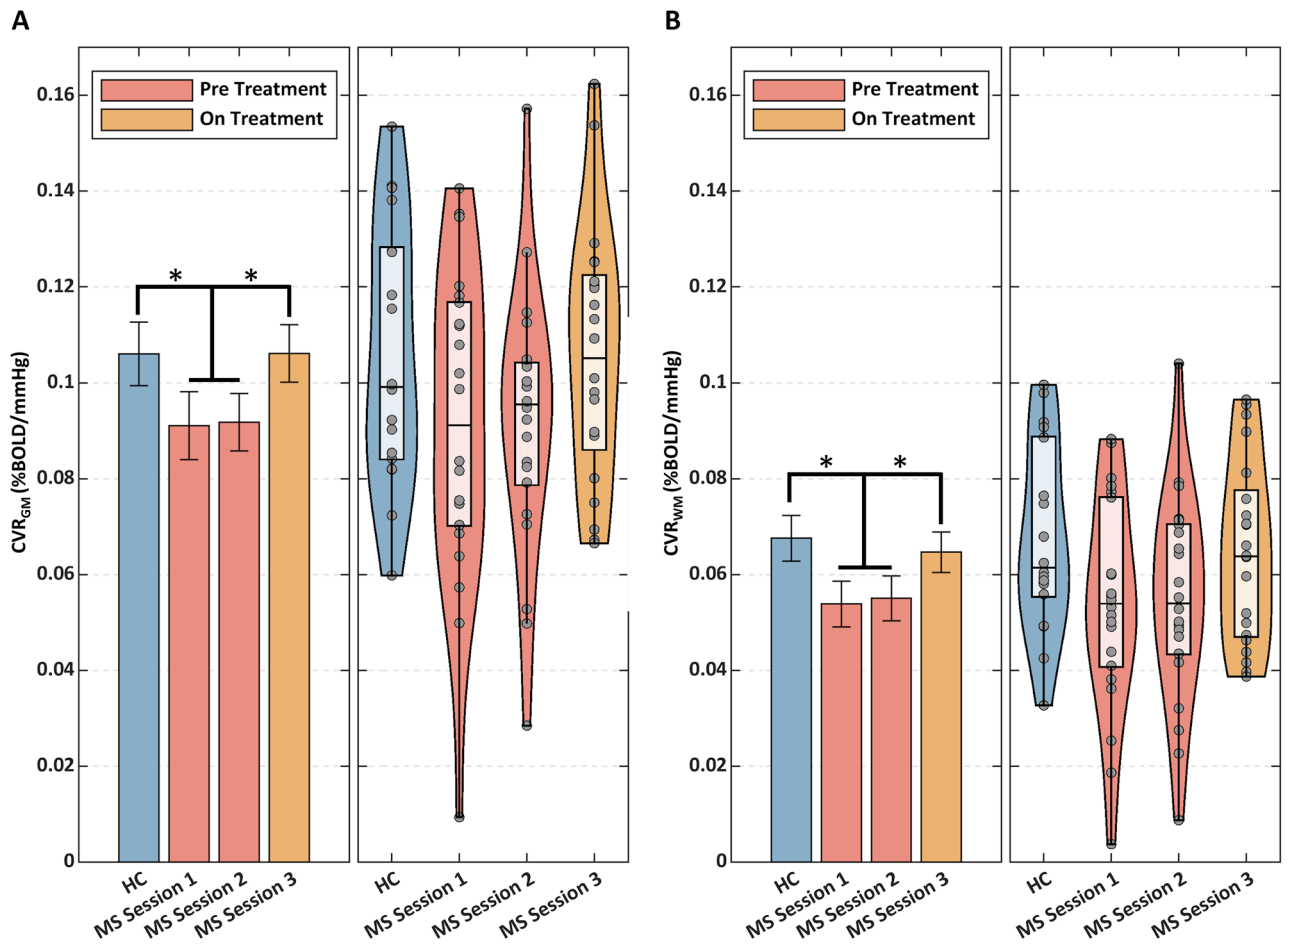 A
B
Pre Treatment
On Treatment
0.16
0.14
0.12
0.1
0.08
0.06
0.04
0.02
0
CVRGM (%BOLD/mmHg)
*
*
HC
MS Session 1
MS Session 2
MS Session 3
HC
MS Session 1
MS Session 2
MS Session 3
Pre Treatment
On Treatment
0.16
0.14
0.12
0.1
0.08
0.06
0.04
0.02
0
CVRWM (%BOLD/mmHg)
*
*
HC
MS Session 1
MS Session 2
MS Session 3
HC
MS Session 1
MS Session 2
MS Session 3